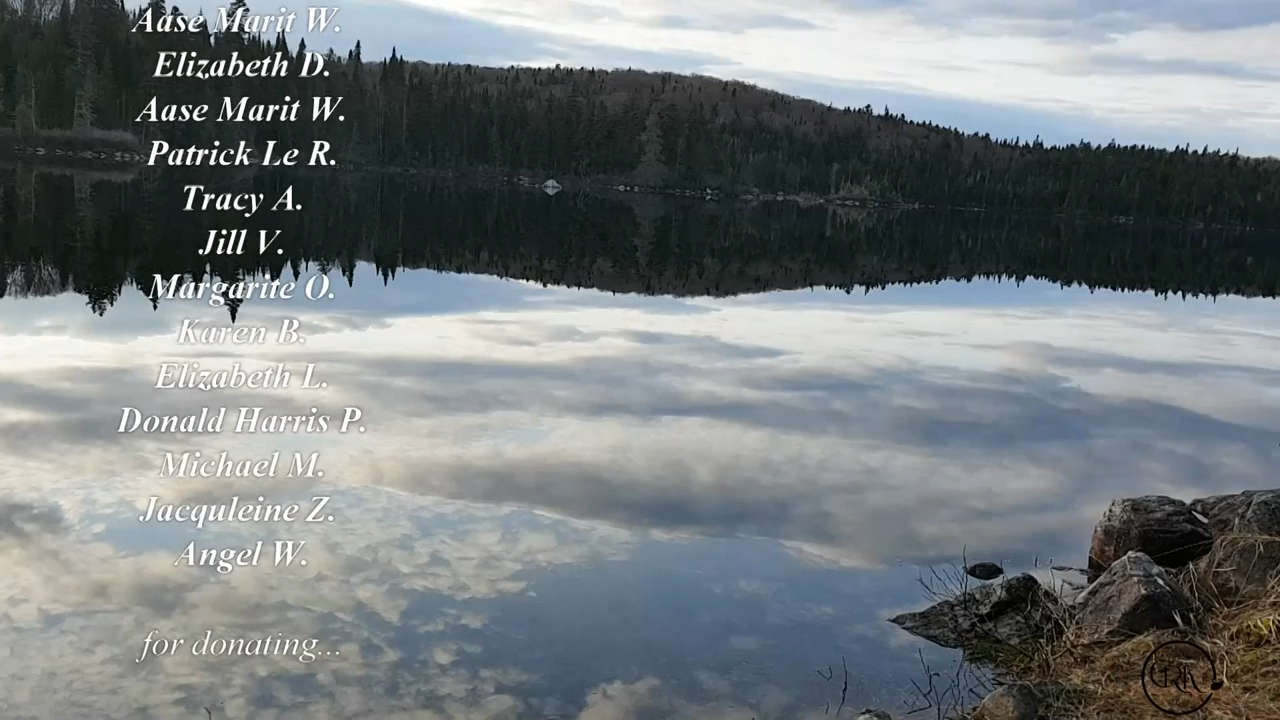 Aase Marit W.
Elizabeth D.
Aase Marit W.
Patrick Le R.
Tracy A.
Jill V.
Margarite O.
Karen B.
Elizabeth L.
Donald Harris P.
Michael M.
Jacquleine Z.
Angel W.
for donating...